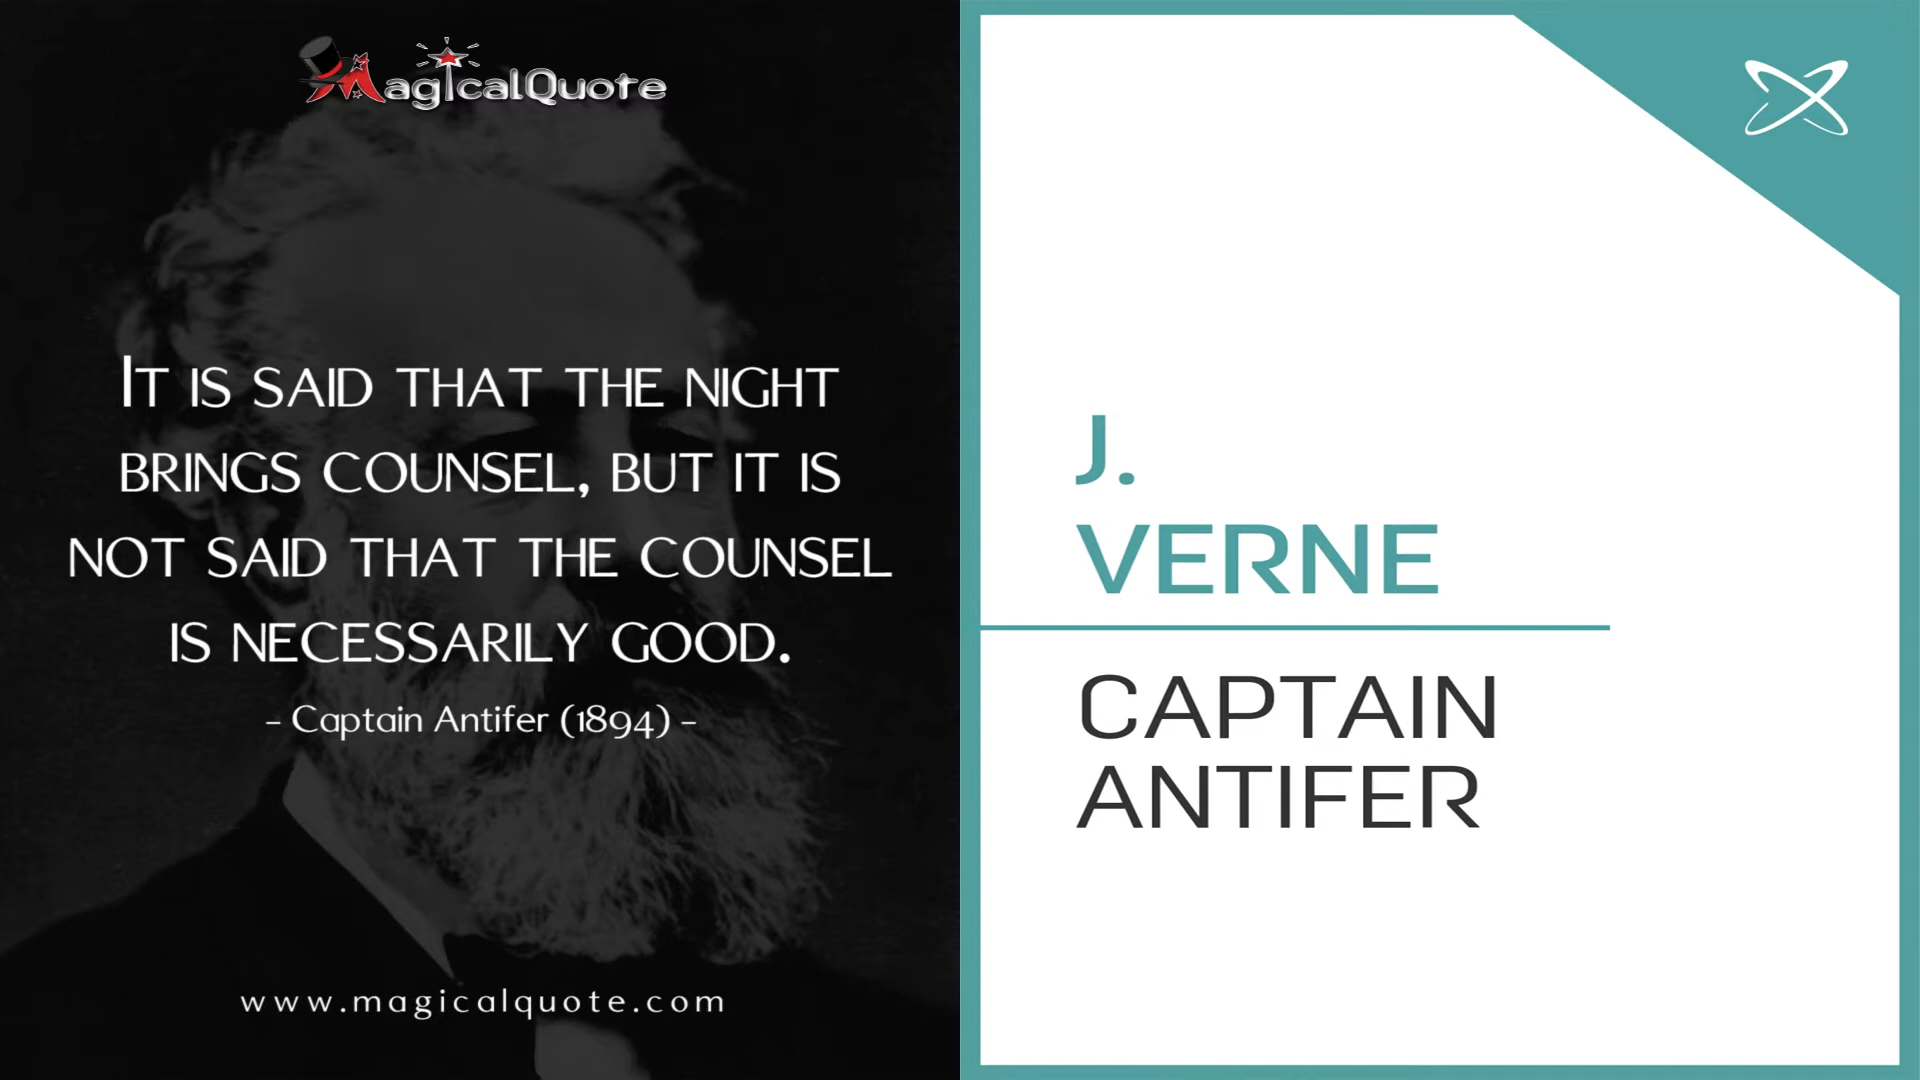 MagicalQuote
IT IS SAID THAT THE NIGHT
BRINGS COUNSEL, BUT IT IS
NOT SAID THAT THE COUNSEL
IS NECESSARILY GOOD.
– Captain Antifer (1894) –
www.magicalquote.com
J.
VERNE
CAPTAIN
ANTIFER